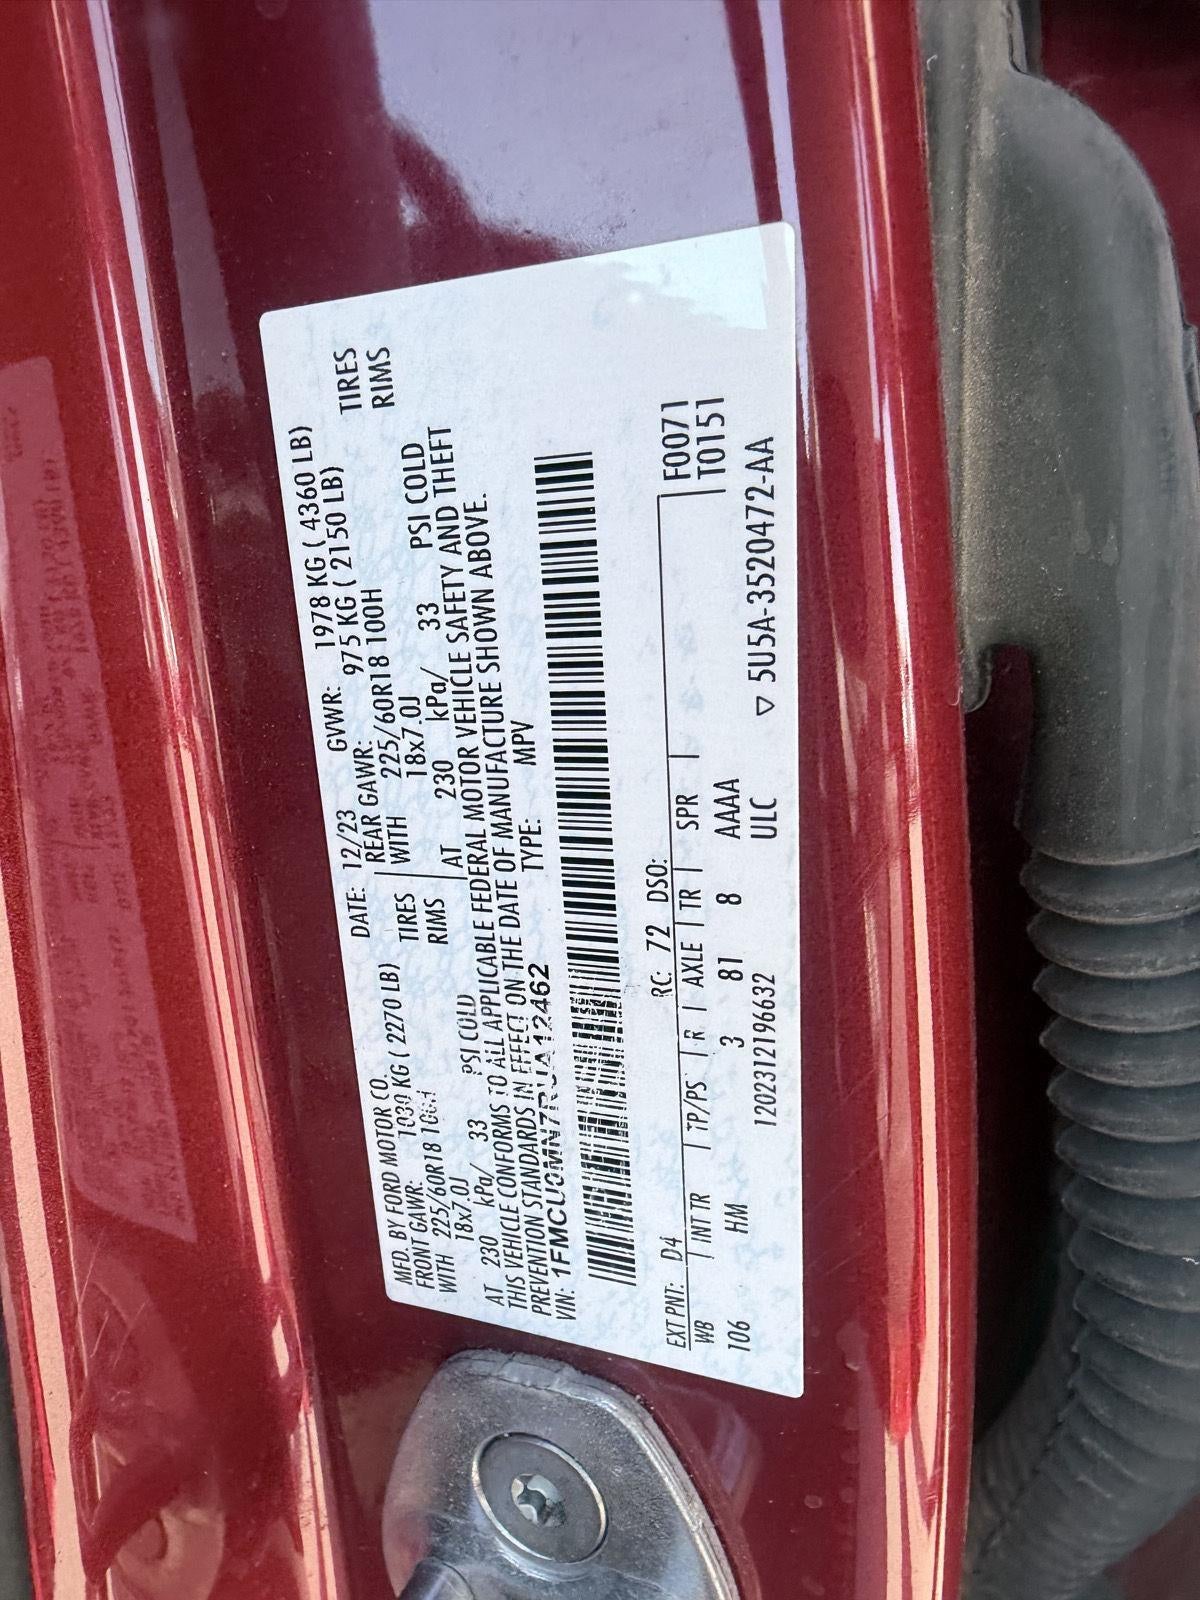 MFD. BY FORD MOTOR CO.
DATE: 12/23 GVWR: 1978 KG ( 4360 LB)
FRONT GAWR: 1030 KG ( 2270 LB) REAR GAWR: 975 KG ( 2150 LB)
WITH 225/60R18 100H TIRES WITH 225/60R18 100H TIRES
18x7.0J RIMS 18x7.0J RIMS
AT 230 kPa/ 33 PSI COLD AT 230 kPa/ 33 PSI COLD
THIS VEHICLE CONFORMS TO ALL APPLICABLE FEDERAL MOTOR VEHICLE SAFETY AND THEFT
PREVENTION STANDARDS IN EFFECT ON THE DATE OF MANUFACTURE SHOWN ABOVE.
VIN: 1FMCU0MN7RUA12462 TYPE: MPV
EXT PNT: D4 RC: 72 DSO: F0071
WB INT TR TP/PS R AXLE TR SPR T0151
106 HM 3 81 8 AAAA
1202312196632 ULC ▽ 5U5A-3520472-AA